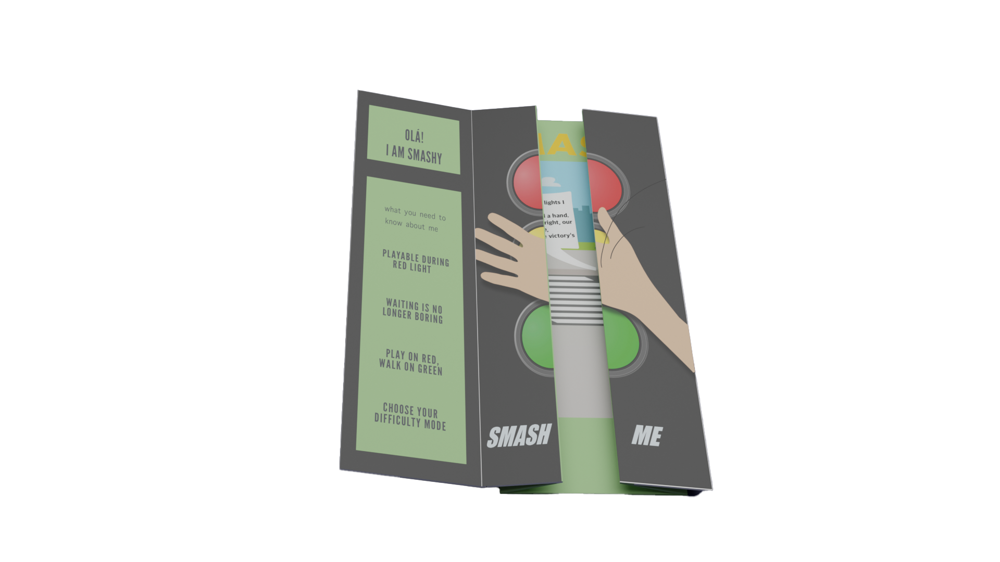 OLÁ!
I AM SMASHY
what you need to
know about me
PLAYABLE DURING
RED LIGHT
WAITING IS NO
LONGER BORING
PLAY ON RED,
WALK ON GREEN
CHOOSE YOUR
DIFFICULTY MODE
lights I
a hand.
right, our
victory's
SMASH
ME